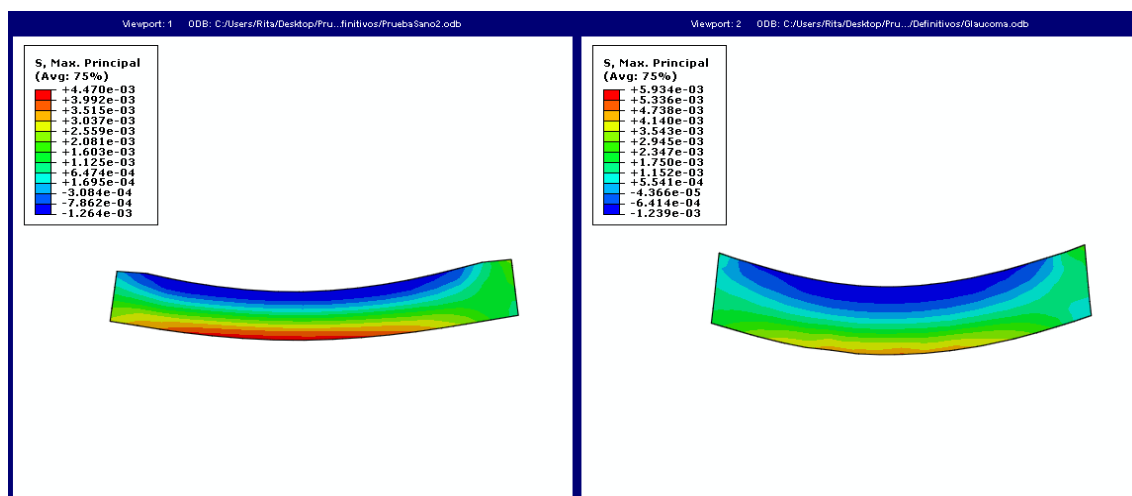 Viewport: 1 ODB: C:/Users/Rita/Desktop/Pru...finitivos/PruebaSano2.odb
S, Max. Principal
(Avg: 75%)
+4.470e-03
+3.992e-03
+3.515e-03
+3.037e-03
+2.559e-03
+2.081e-03
+1.603e-03
+1.125e-03
+6.474e-04
+1.695e-04
-3.084e-04
-7.862e-04
-1.264e-03
Viewport: 2 ODB: C:/Users/Rita/Desktop/Pru.../Definitivos/Glaucoma.odb
S, Max. Principal
(Avg: 75%)
+5.934e-03
+5.336e-03
+4.738e-03
+4.140e-03
+3.543e-03
+2.945e-03
+2.347e-03
+1.750e-03
+1.152e-03
+5.541e-04
-4.366e-05
-6.414e-04
-1.239e-03